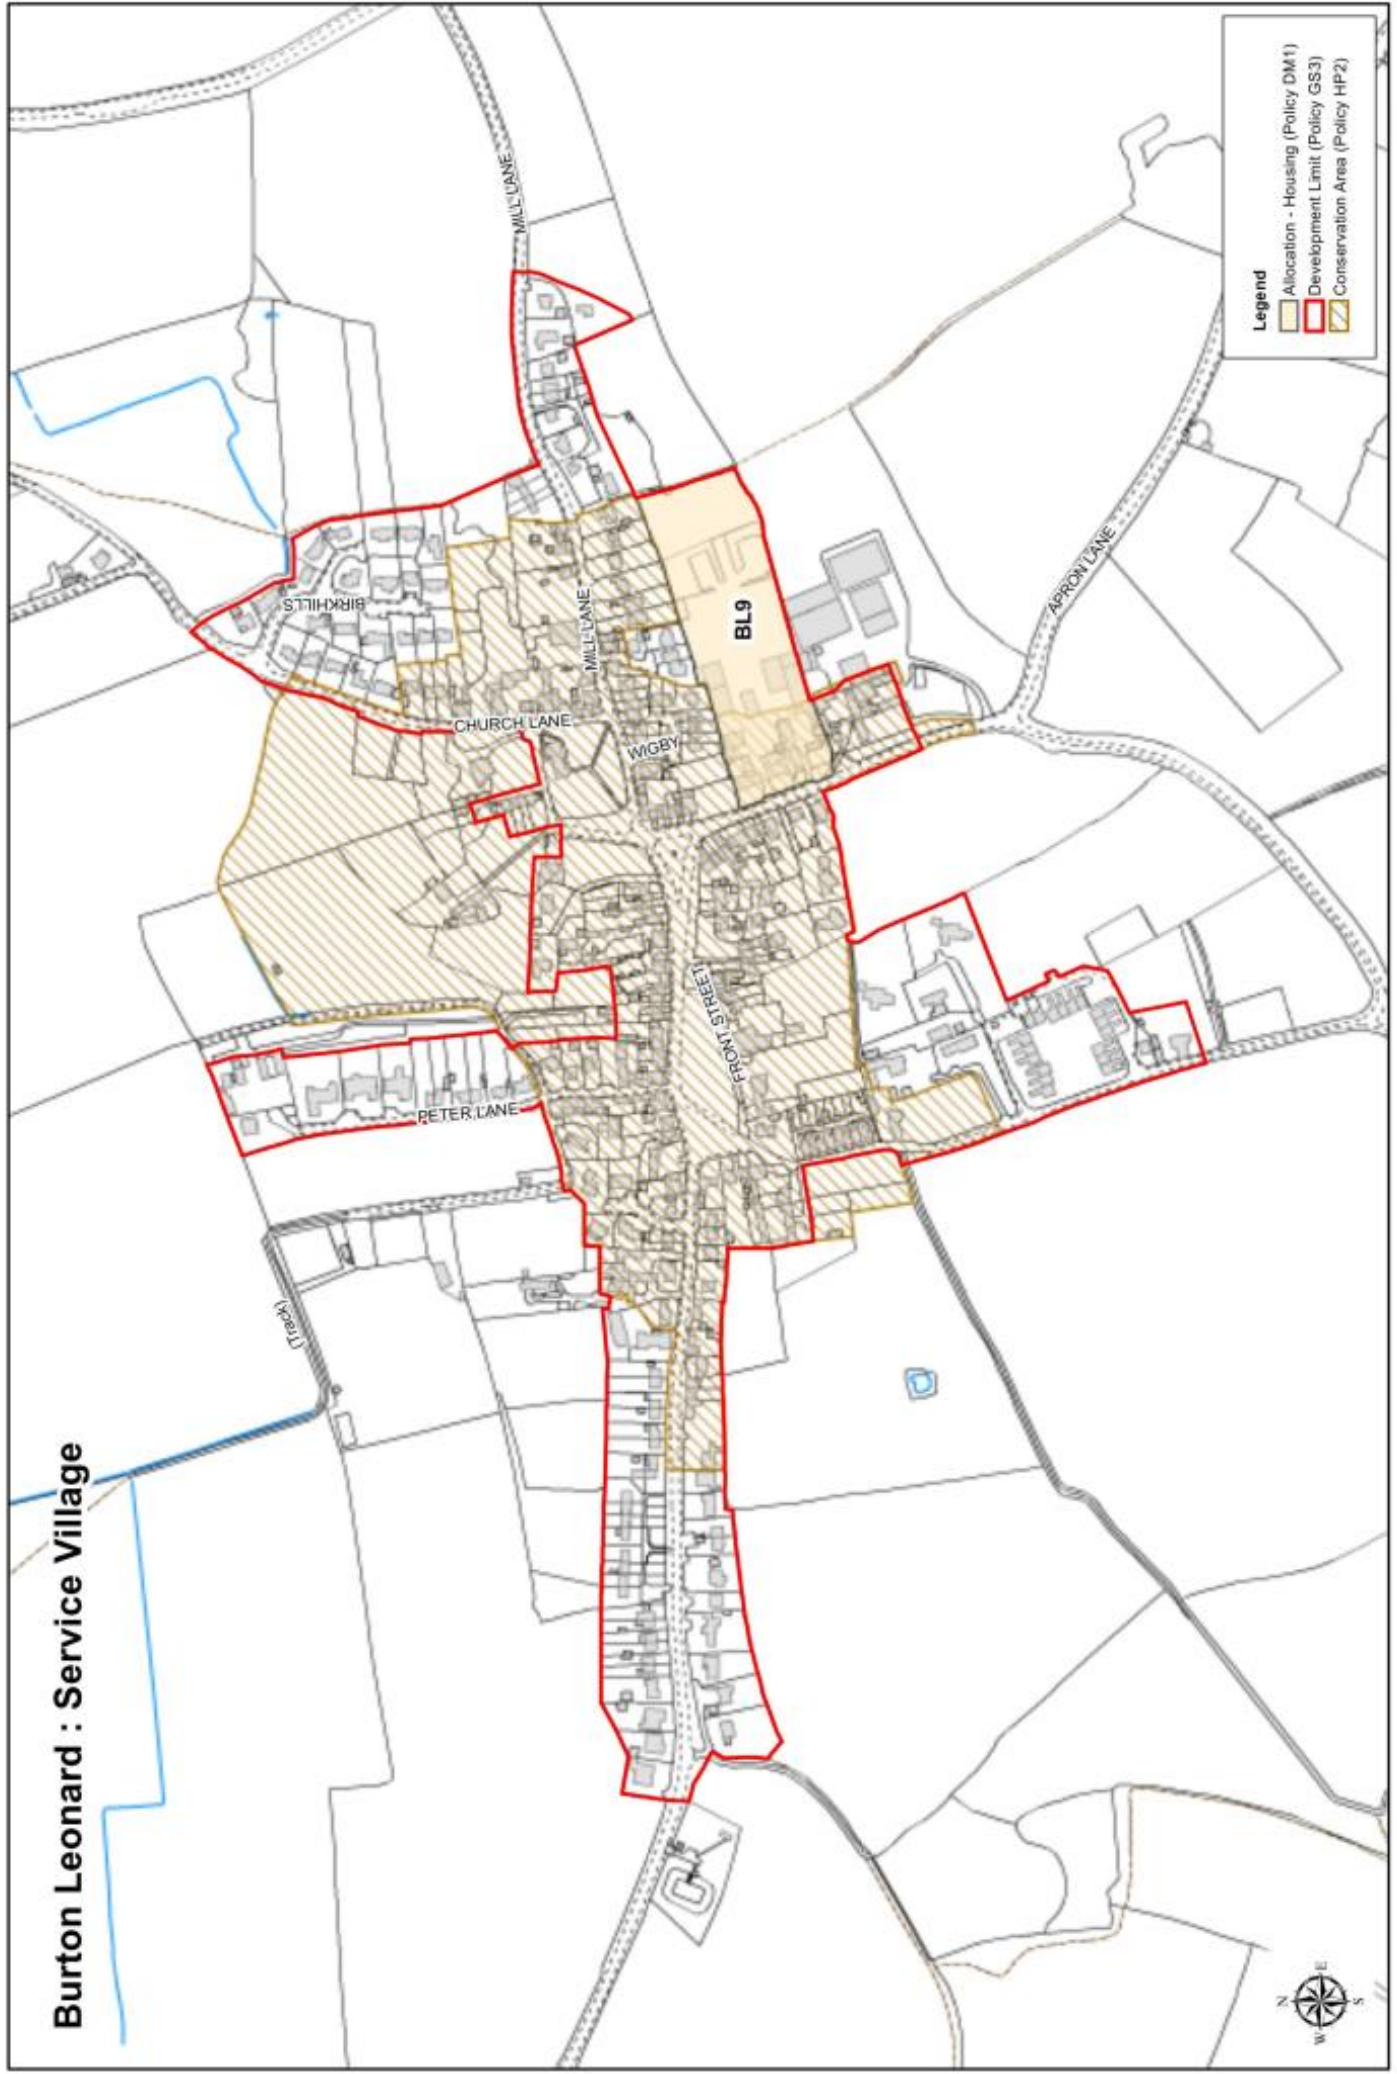 Burton Leonard : Service Village
MILL LANE
BIRKHILLS
MILL LANE
CHURCH LANE
WIGBY
BL9
APRON LANE
FRONT STREET
PETER LANE
(Track)
Legend
Allocation - Housing (Policy DM1)
Development Limit (Policy GS3)
Conservation Area (Policy HP2)
N
W E
S